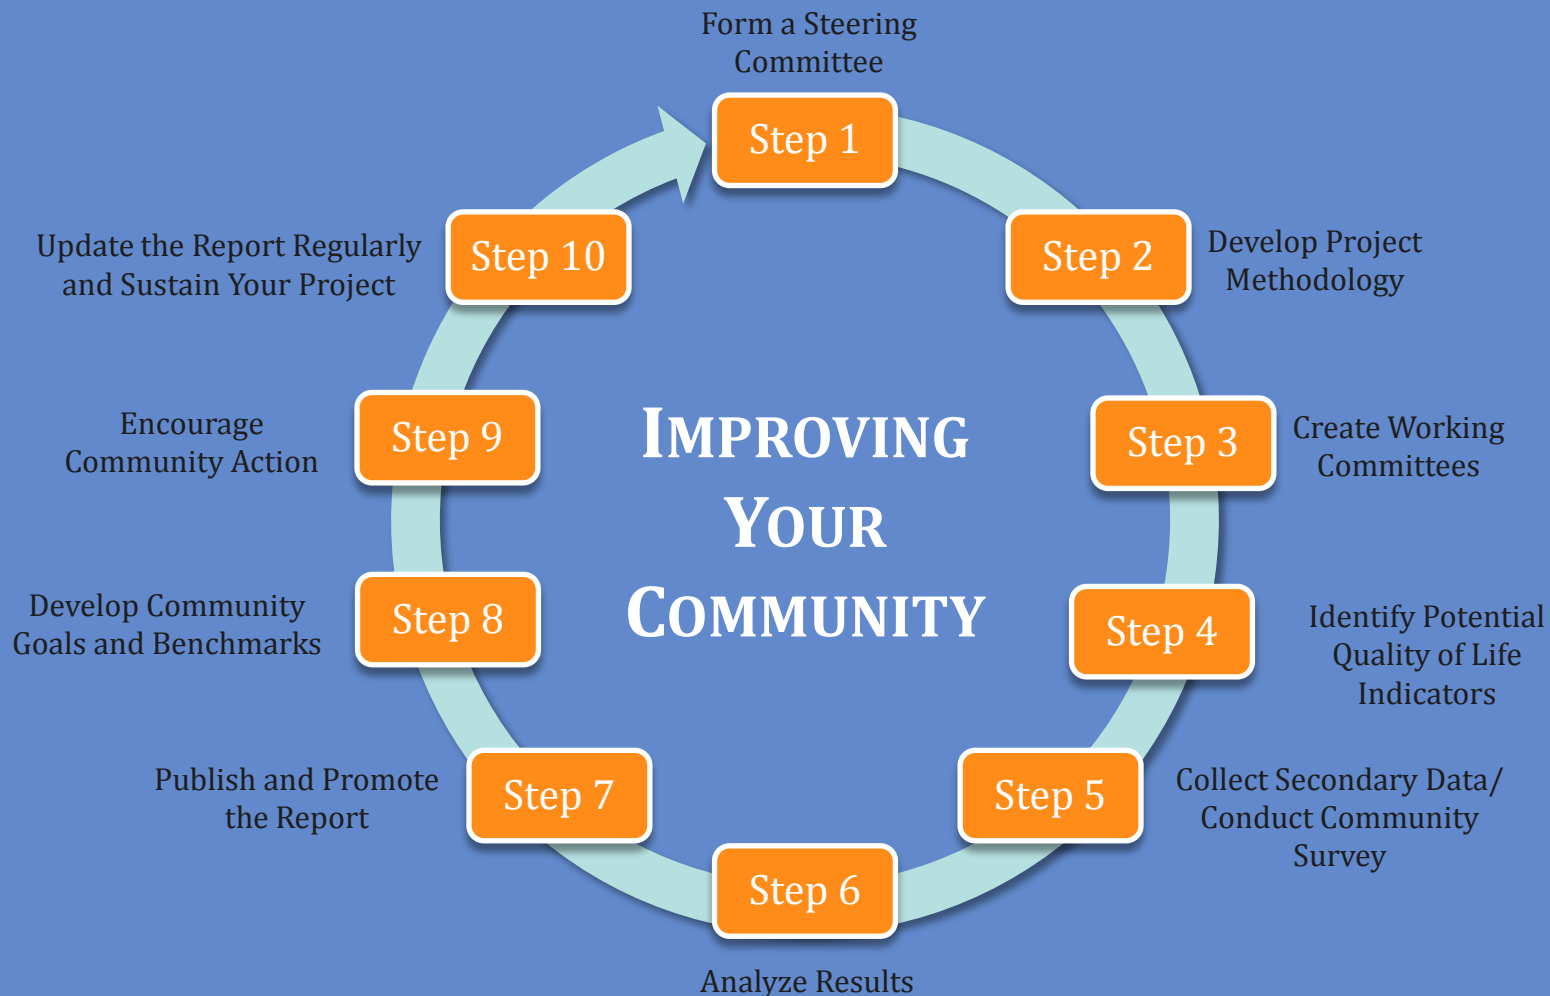 Form a Steering
Committee
Step 1
Step 2
Develop Project
Methodology
Step 3
Create Working
Committees
Step 4
Identify Potential
Quality of Life
Indicators
Step 5
Collect Secondary Data/
Conduct Community
Survey
Step 6
Analyze Results
Step 7
Publish and Promote
the Report
Step 8
Develop Community
Goals and Benchmarks
Step 9
Encourage
Community Action
Step 10
Update the Report Regularly
and Sustain Your Project
IMPROVING
YOUR
COMMUNITY